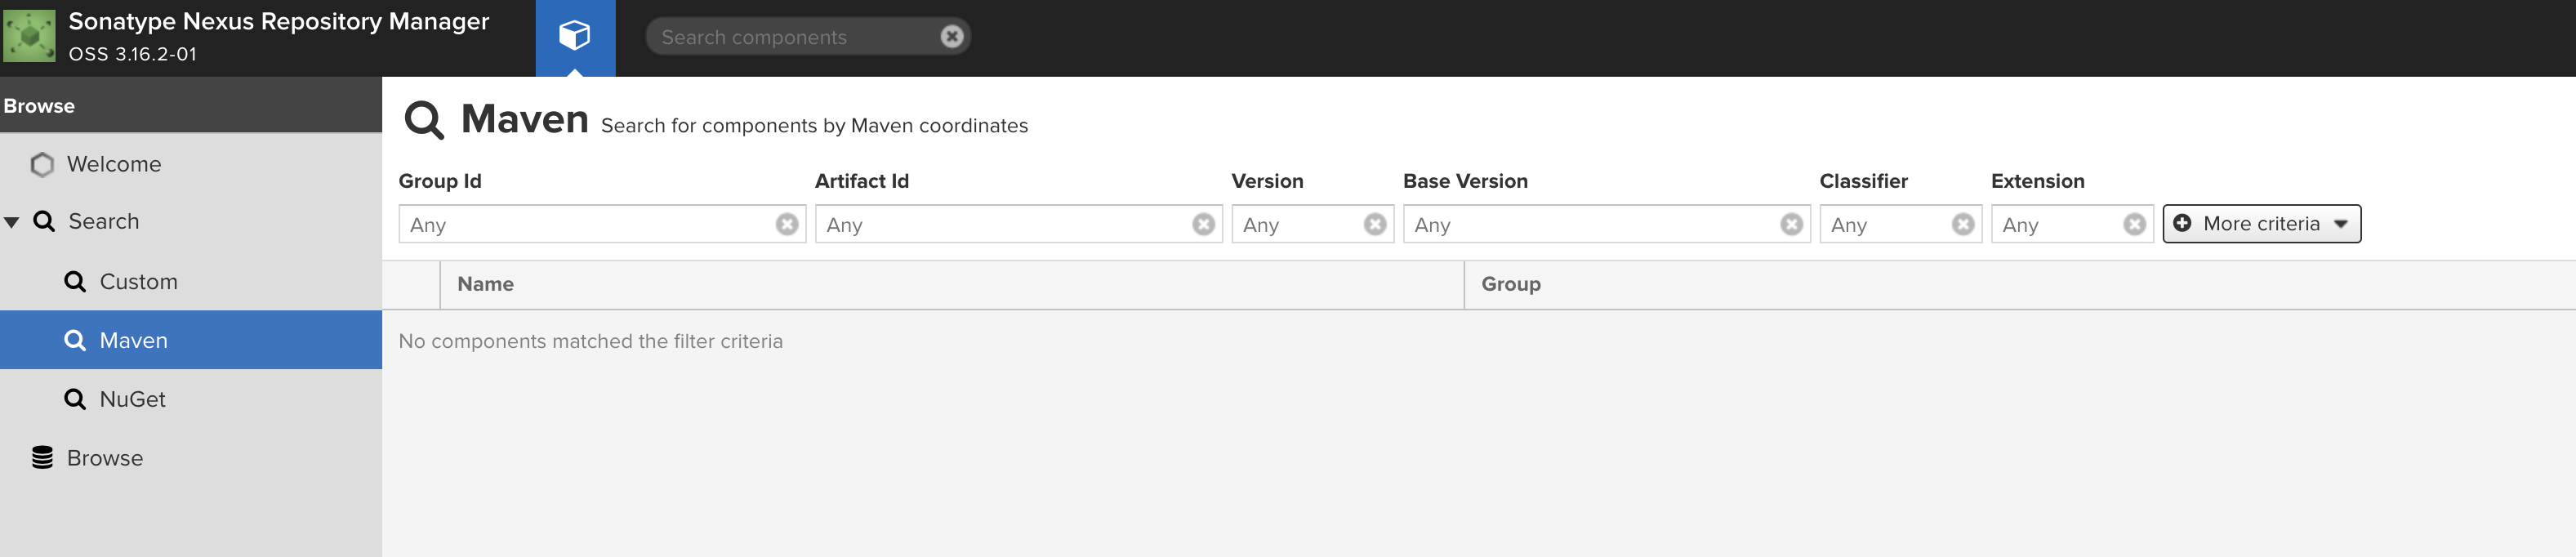 Sonatype Nexus Repository Manager
OSS 3.16.2-01
Search components
Browse
Welcome
Search
Custom
Maven
NuGet
Browse
Maven Search for components by Maven coordinates
Group Id Artifact Id Version Base Version Classifier Extension
Any Any Any Any Any Any More criteria
Name Group
No components matched the filter criteria